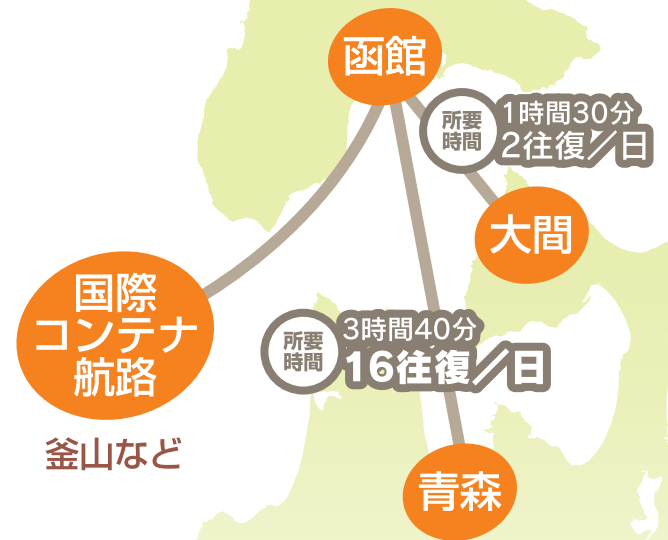 函館
所要
時間
1時間30分
2往復／日
大間
国際
コンテナ
航路
釜山など
所要
時間
3時間40分
16往復／日
青森